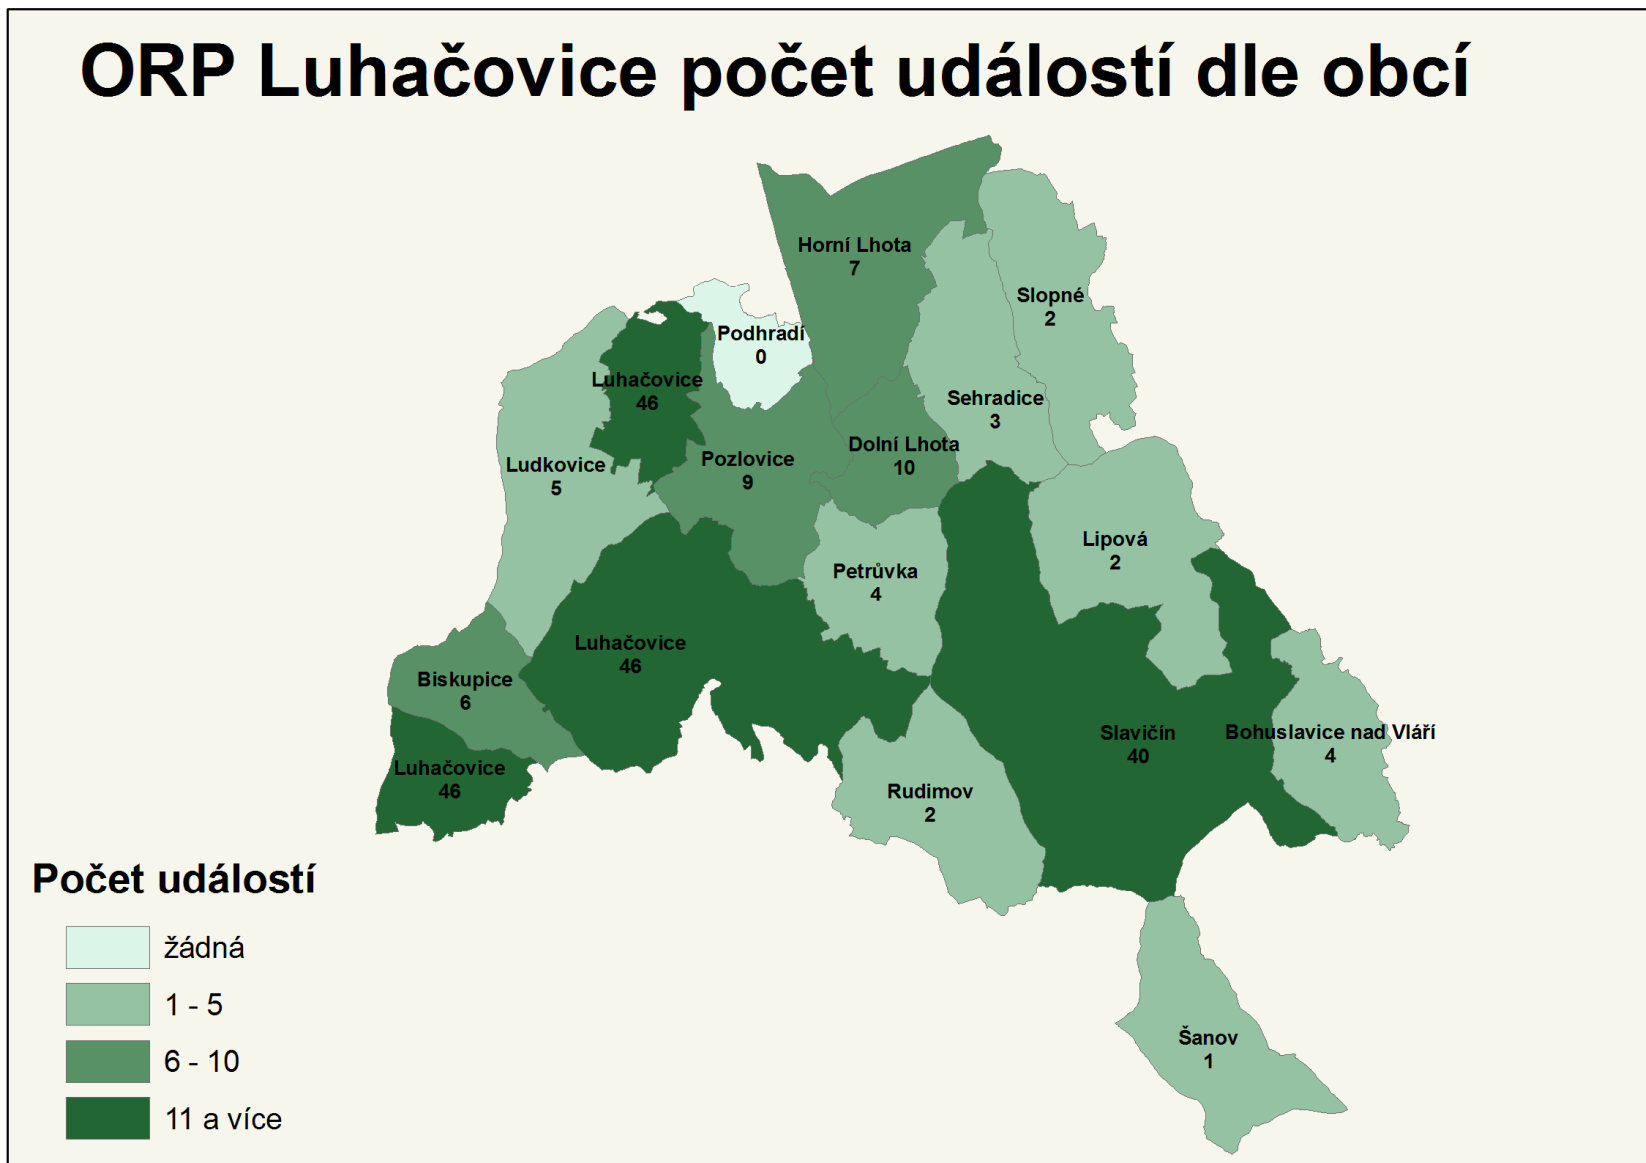 ORP Luhačovice počet událostí dle obcí
Horní Lhota
7
Slopné
2
Podhradí
0
Luhačovice
46
Sehradice
3
Dolní Lhota
10
Pozlovice
9
Ludkovice
5
Lipová
2
Petrůvka
4
Luhačovice
46
Biskupice
6
Slavičín
40
Bohuslavice nad Vláří
4
Luhačovice
46
Rudimov
2
Šanov
1
Počet událostí
žádná
1 - 5
6 - 10
11 a více